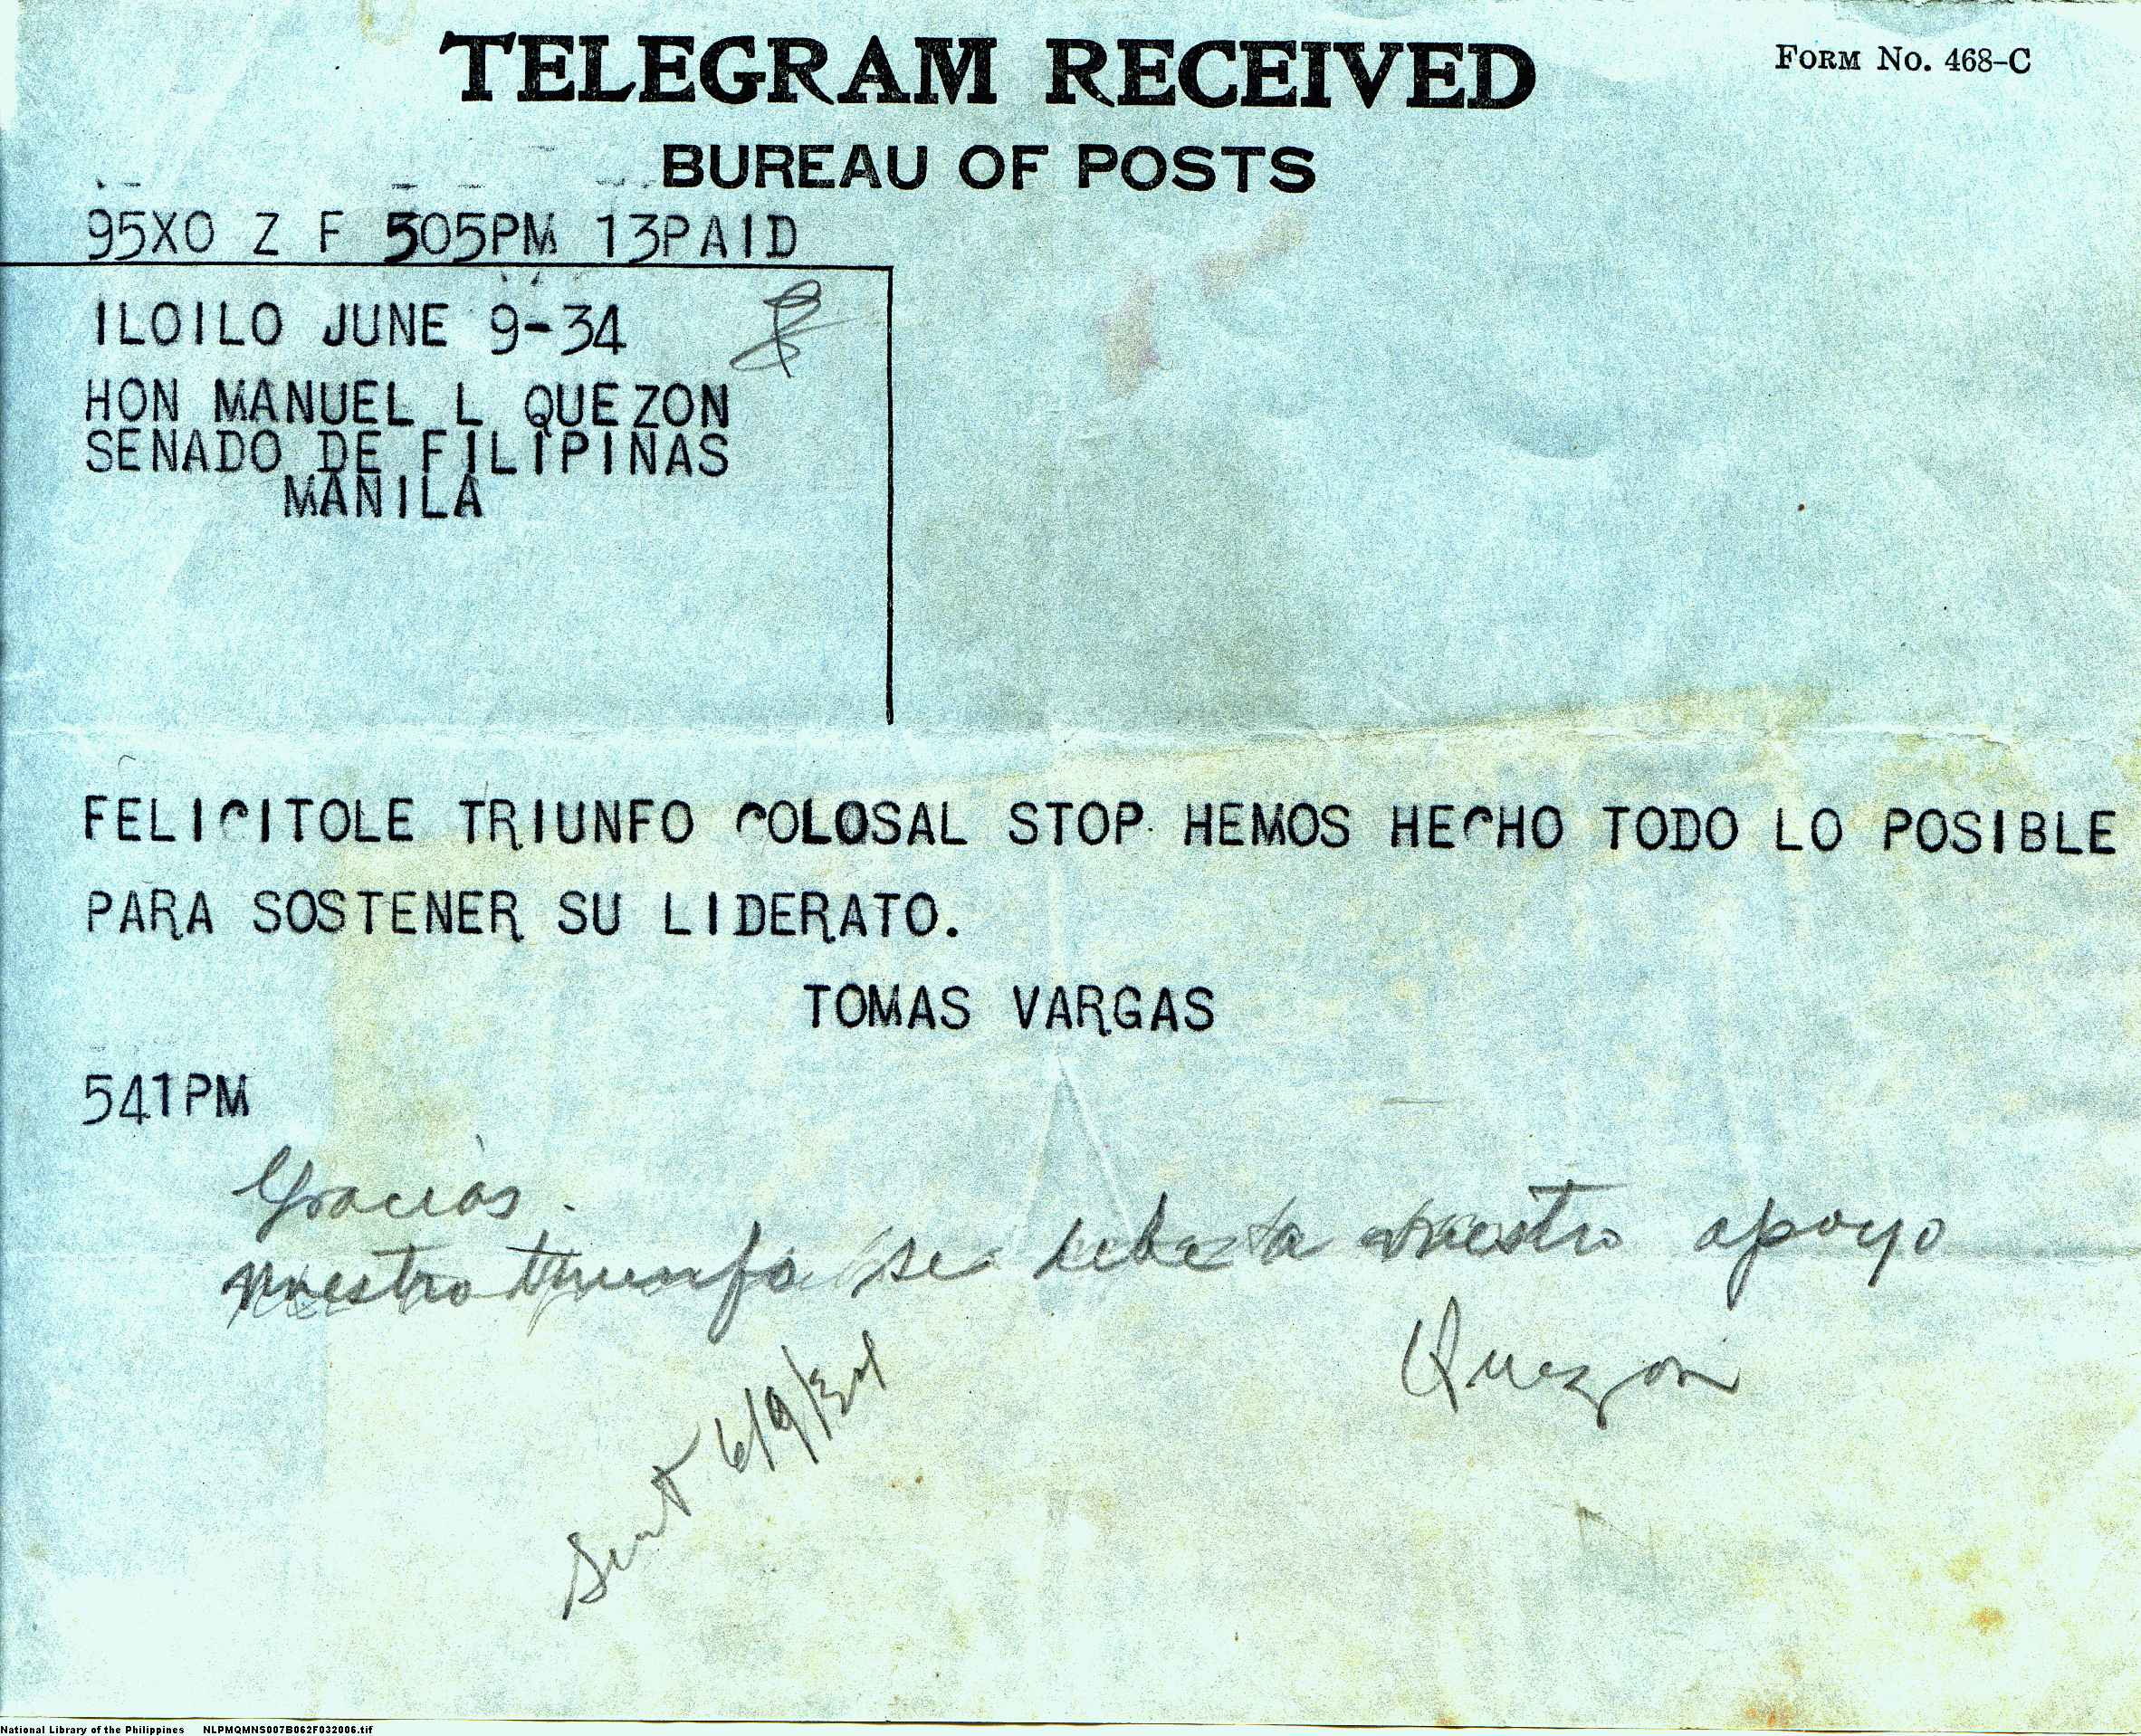 TELEGRAM RECEIVED
FORM NO. 468-C
BUREAU OF POSTS
95XO Z F 505PM 13PAID
ILOILO JUNE 9-34
HON MANUEL L QUEZON
SENADO DE FILIPINAS
MANILA
FELICITOLE TRIUNFO COLOSAL STOP HEMOS HECHO TODO LO POSIBLE
PARA SOSTENER SU LIDERATO.
TOMAS VARGAS
541PM
Gracias.
Nuestro triunfo se debe a vuestro apoyo
Quezon
Sent 6/9/34
National Library of the Philippines NLPMQMNS007B062F032006.tif